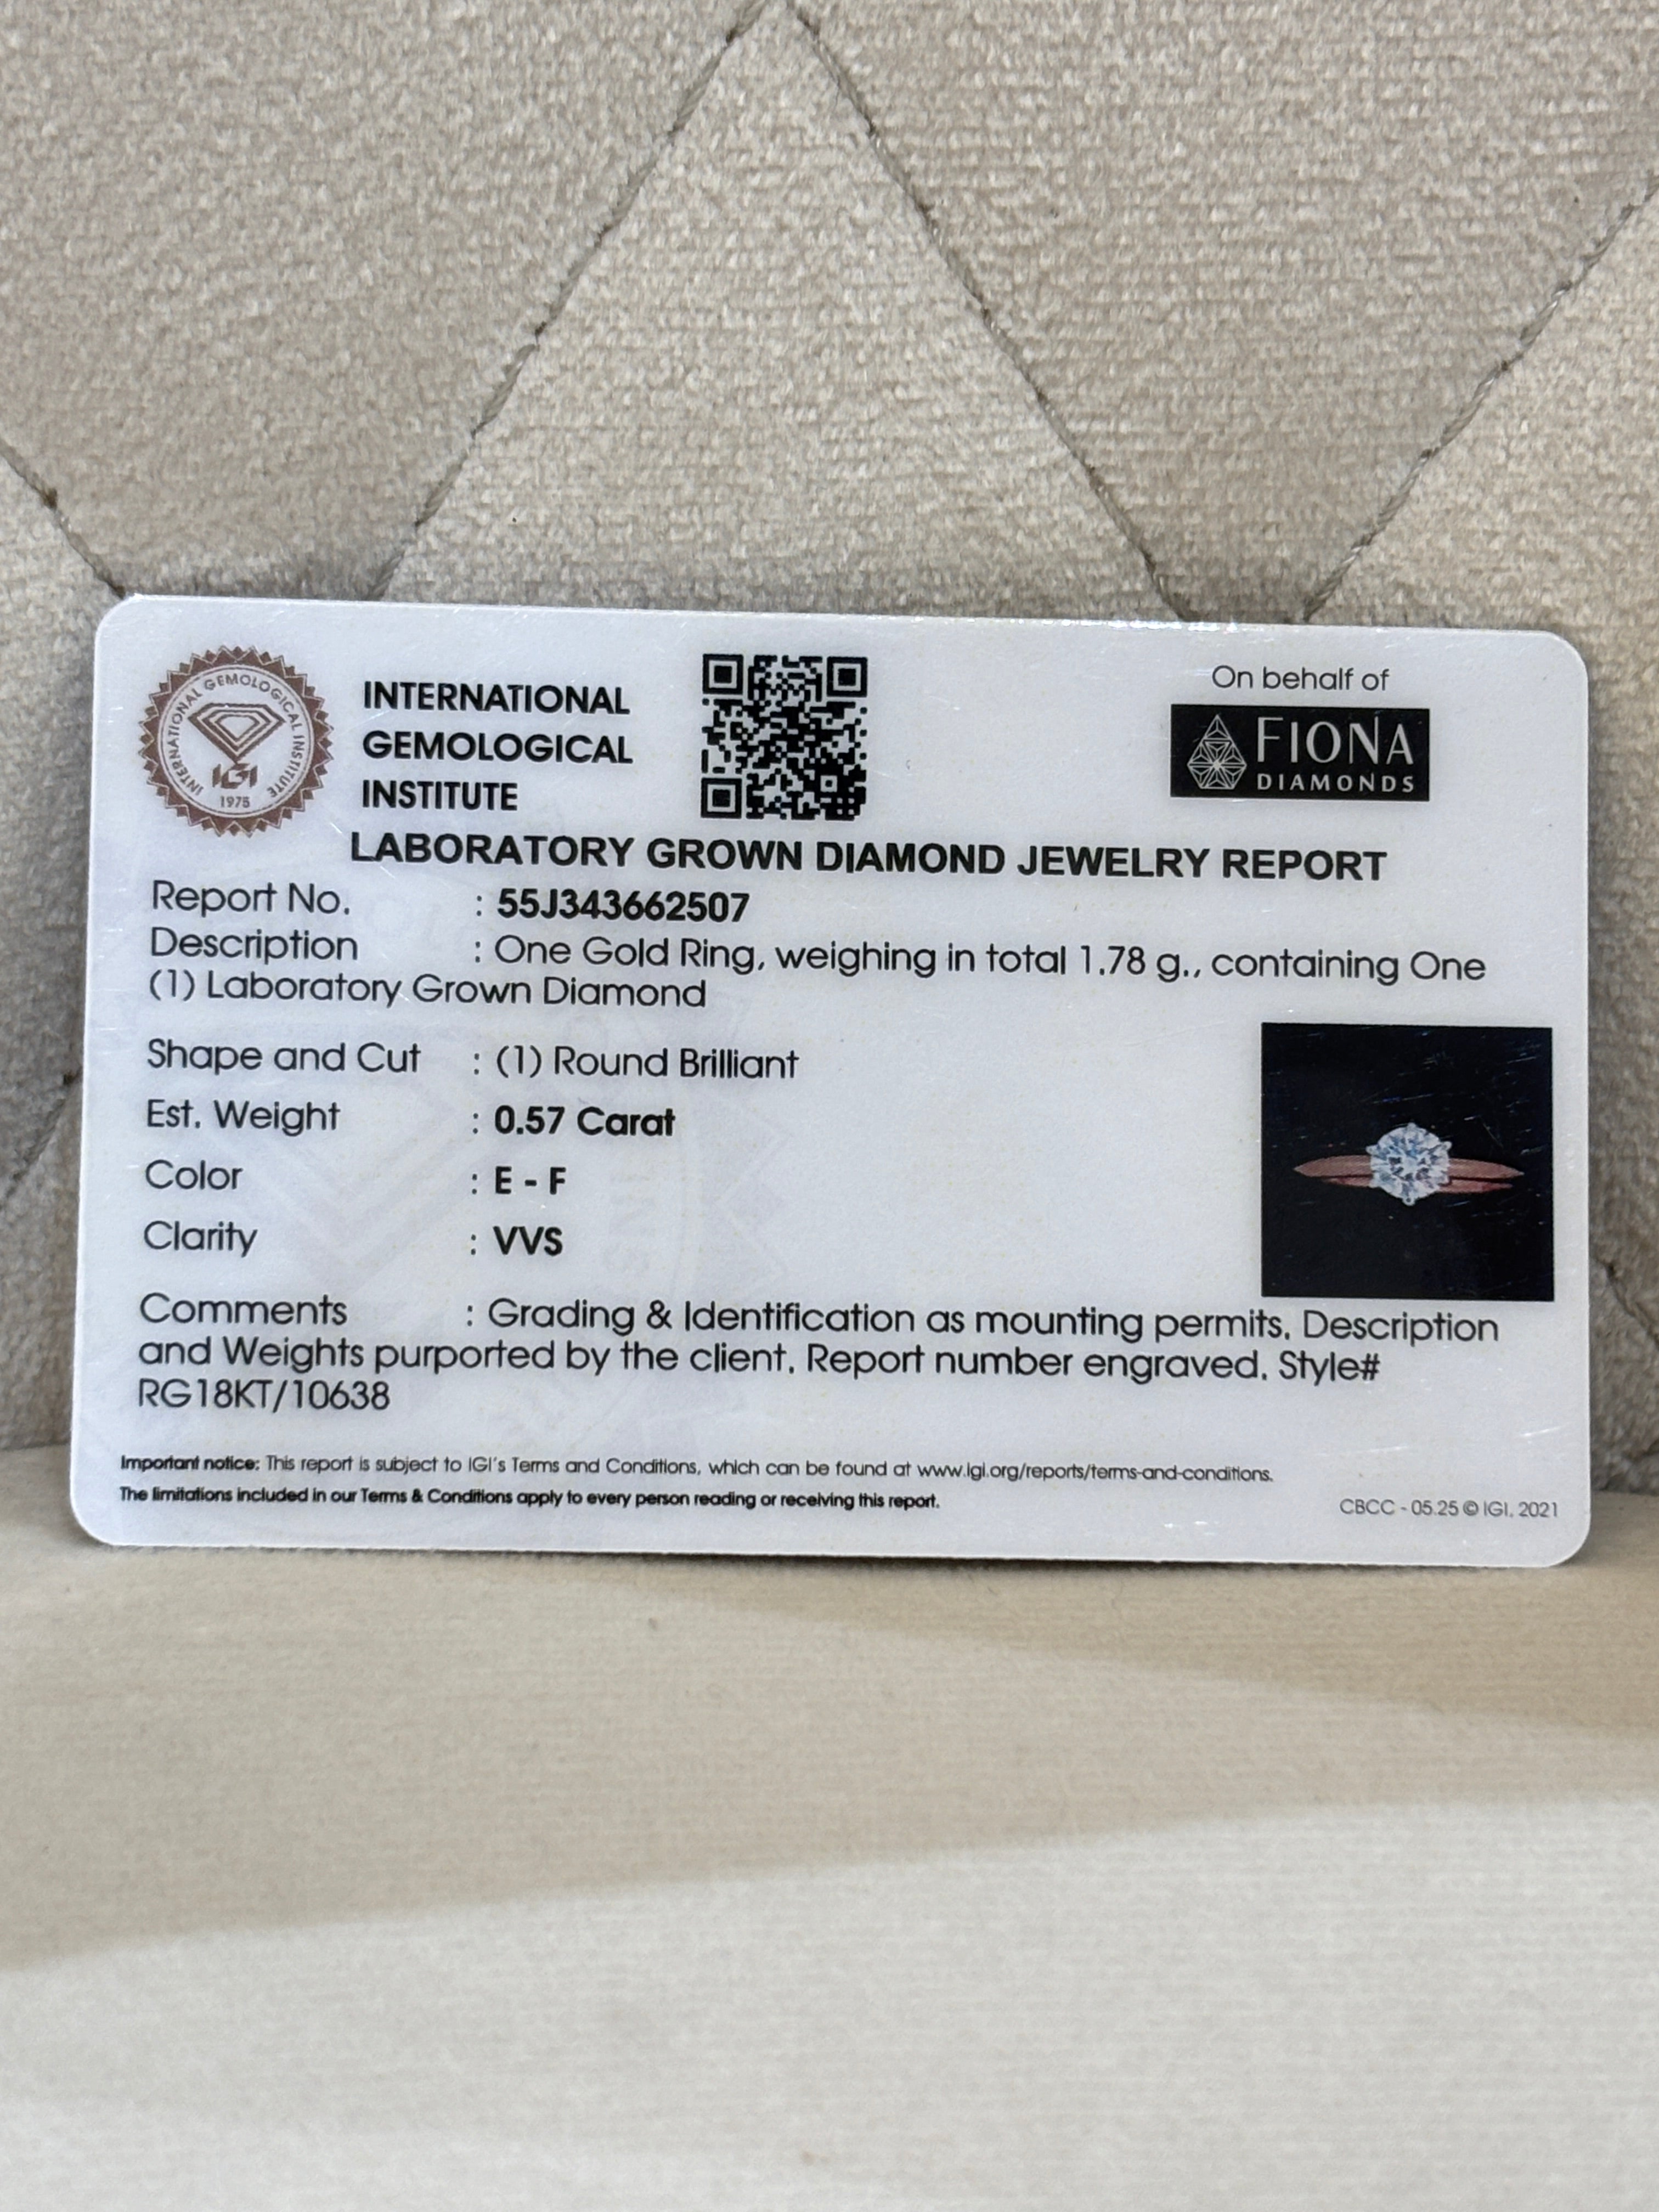 INTERNATIONAL GEMOLOGICAL INSTITUTE
IGI
1975
INTERNATIONAL
GEMOLOGICAL
INSTITUTE
On behalf of
FIONA
DIAMONDS
LABORATORY GROWN DIAMOND JEWELRY REPORT
Report No. : 55J343662507
Description : One Gold Ring, weighing in total 1.78 g., containing One
(1) Laboratory Grown Diamond
Shape and Cut : (1) Round Brilliant
Est. Weight : 0.57 Carat
Color : E - F
Clarity : VVS
Comments : Grading & Identification as mounting permits. Description
and Weights purported by the client. Report number engraved. Style#
RG18KT/10638
Important notice: This report is subject to IGI's Terms and Conditions, which can be found at www.igi.org/reports/terms-and-conditions.
The limitations included in our Terms & Conditions apply to every person reading or receiving this report.
CBCC - 05.25 © IGI, 2021